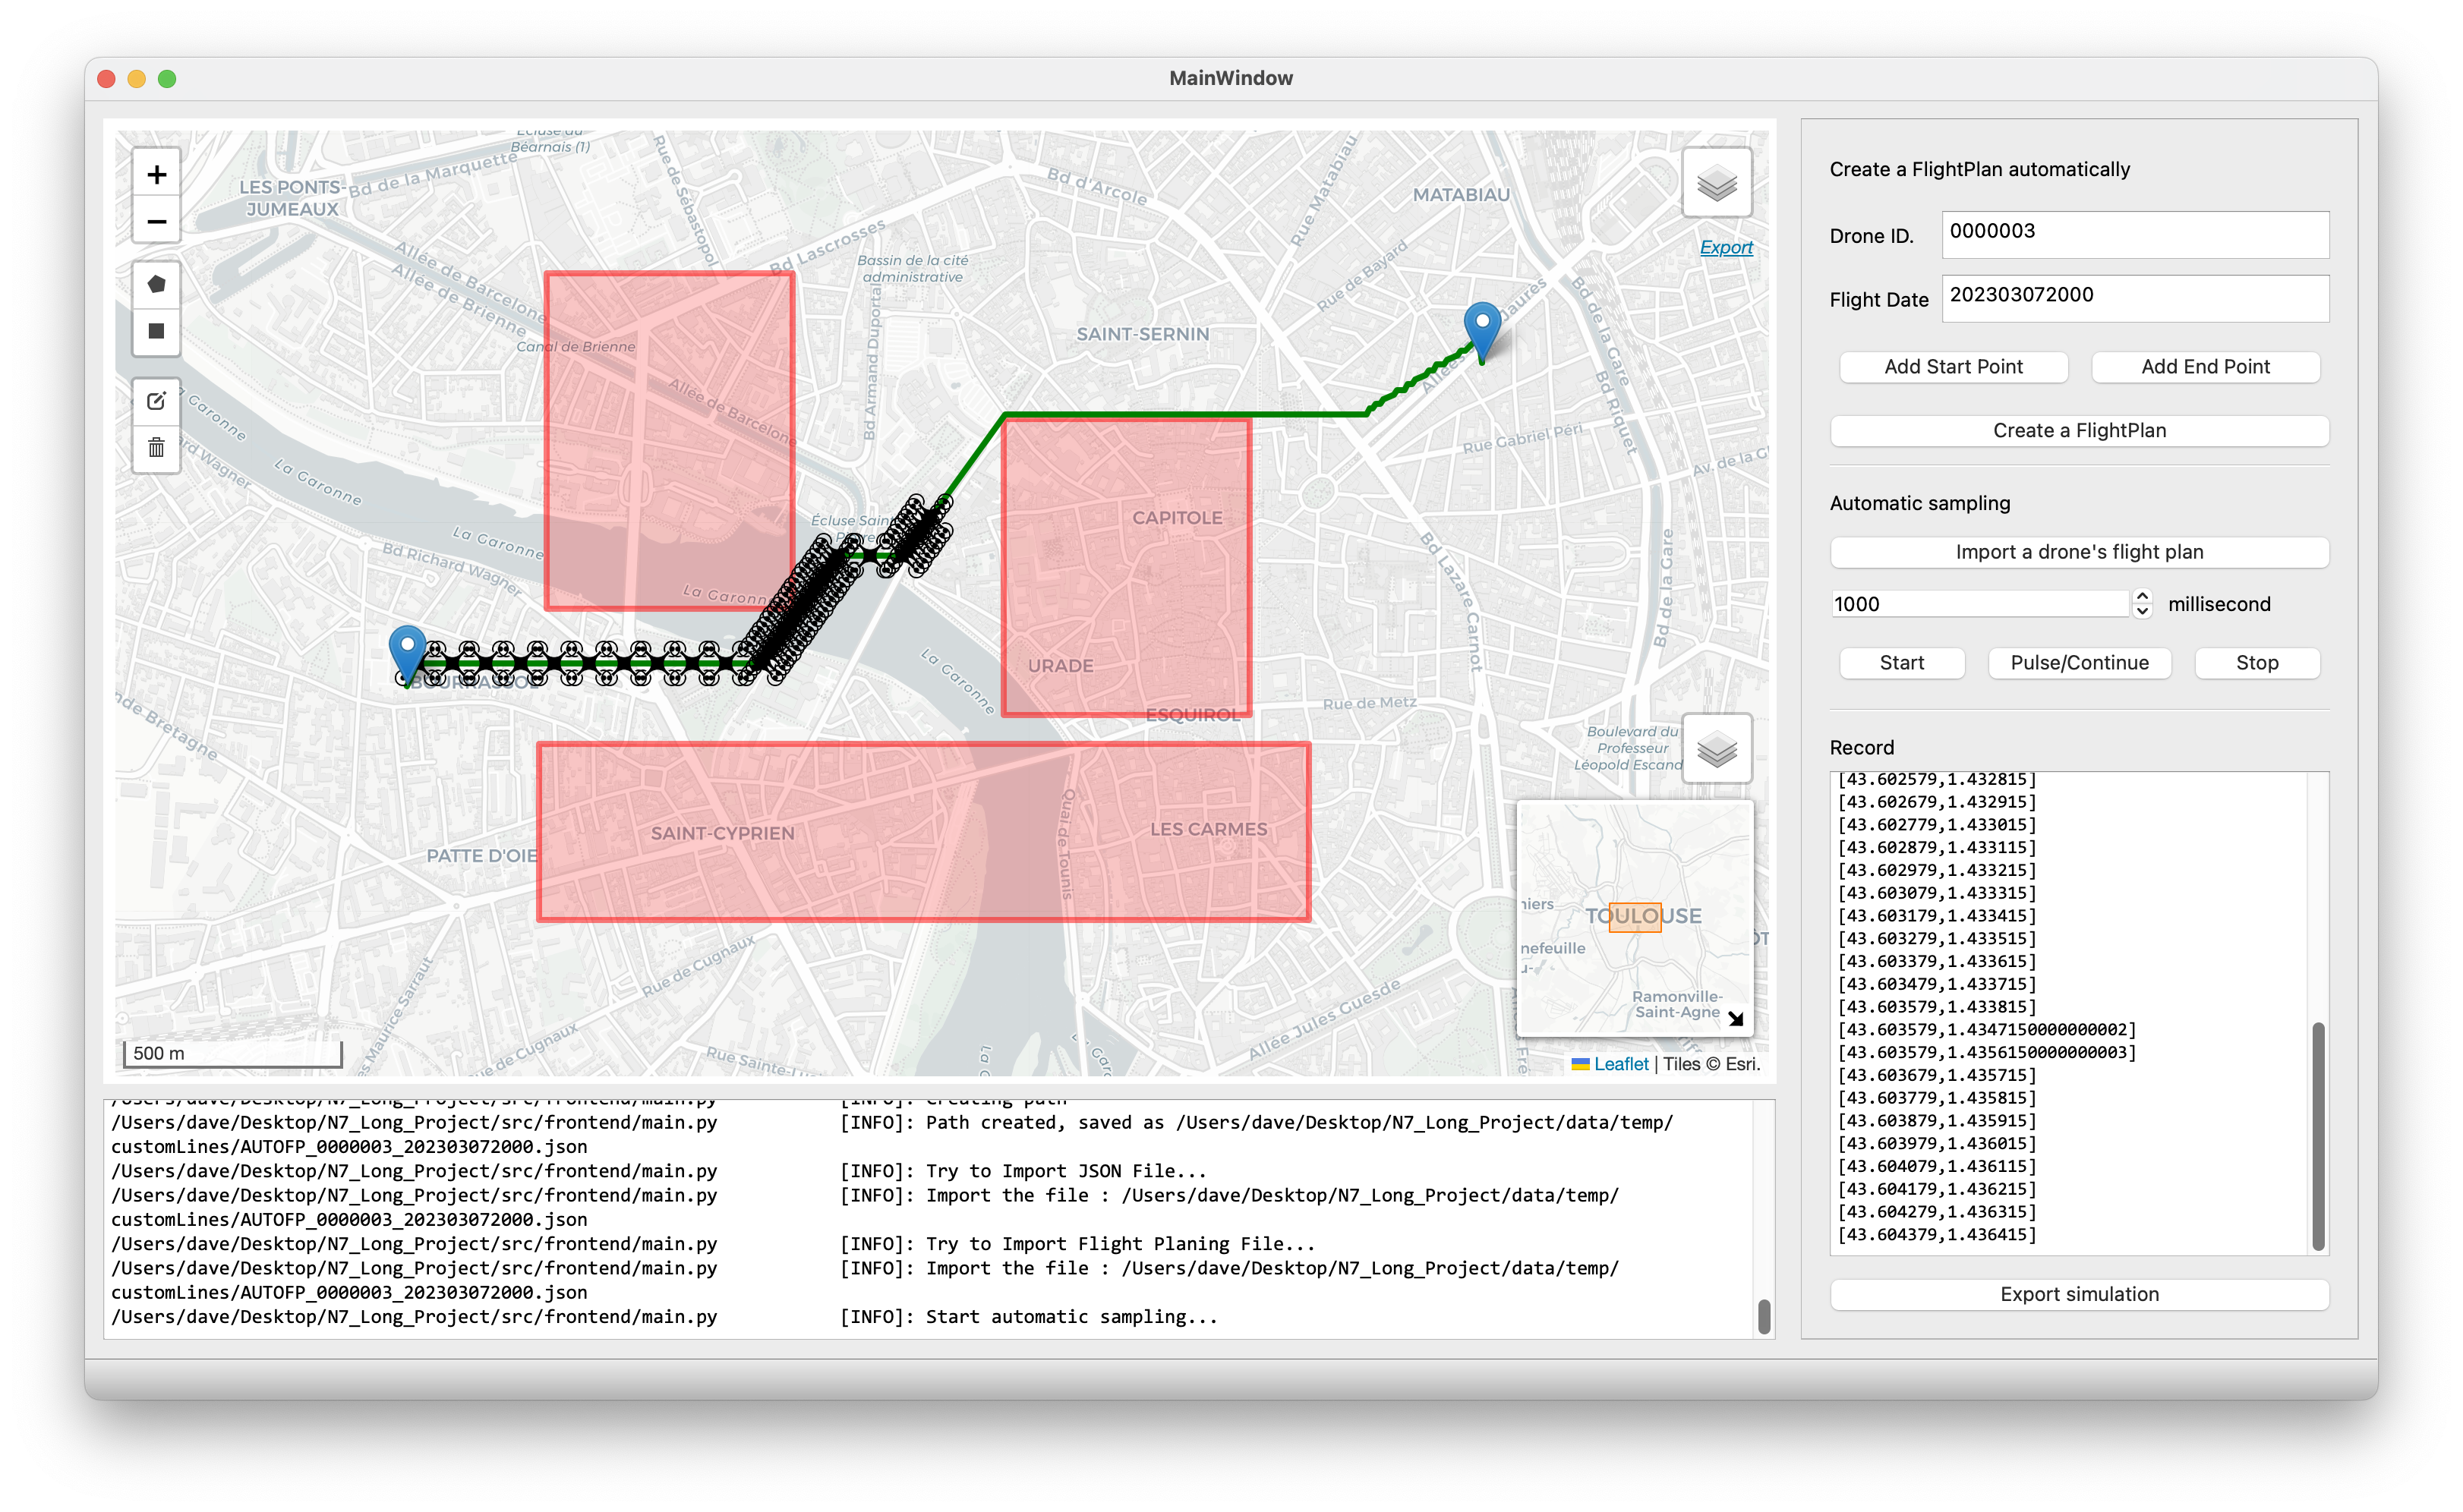 MainWindow
Écluse du
Béarnais (1)
Bd de la Marquette
LES PONTS-
JUMEAUX
Rue de Sébastopol
Bd d'Arcole
Rue Matabiau
MATABIAU
Bd Lascrosses
Bassin de la cité
administrative
Allée de Barcelone
Allée de Brienne
Rue de Bayard
Export
Canal de Brienne
SAINT-SERNIN
Bd Armand Duportal
Jaures
Bd de la Gare
Allée de Barcelone
Bd Riquet
La Garonne
La Garonne
Rue Gabriel Péri
Av. de la G
La Garonne
CAPITOLE
Écluse Saint
Bd Richard Wagner
Bd Lazare Carnot
Bd de la Gare
La Garonn
BOURRASSOL
La Garonne
URADE
ESQUIROL
Rue de Metz
Boulevard du
Professeur
Léopold Escand
de Bretagne
SAINT-CYPRIEN
LES CARMES
Quai de Tounis
PATTE D'OIE
Rue de Cugnaux
Allée Jules Guesde
TOULOUSE
nefeuille
Ramonville-
Saint-Agne
500 m
Leaflet | Tiles © Esri.
/Users/dave/Desktop/N7_Long_Project/src/frontend/main.py [INFO]: Creating path
/Users/dave/Desktop/N7_Long_Project/src/frontend/main.py [INFO]: Path created, saved as /Users/dave/Desktop/N7_Long_Project/data/temp/
customLines/AUTOFP_0000003_202303072000.json
/Users/dave/Desktop/N7_Long_Project/src/frontend/main.py [INFO]: Try to Import JSON File...
/Users/dave/Desktop/N7_Long_Project/src/frontend/main.py [INFO]: Import the file : /Users/dave/Desktop/N7_Long_Project/data/temp/
customLines/AUTOFP_0000003_202303072000.json
/Users/dave/Desktop/N7_Long_Project/src/frontend/main.py [INFO]: Try to Import Flight Planing File...
/Users/dave/Desktop/N7_Long_Project/src/frontend/main.py [INFO]: Import the file : /Users/dave/Desktop/N7_Long_Project/data/temp/
customLines/AUTOFP_0000003_202303072000.json
/Users/dave/Desktop/N7_Long_Project/src/frontend/main.py [INFO]: Start automatic sampling...
Create a FlightPlan automatically
Drone ID. 0000003
Flight Date 202303072000
Add Start Point Add End Point
Create a FlightPlan
Automatic sampling
Import a drone's flight plan
1000 millisecond
Start Pulse/Continue Stop
Record
[43.602579,1.432815]
[43.602679,1.432915]
[43.602779,1.433015]
[43.602879,1.433115]
[43.602979,1.433215]
[43.603079,1.433315]
[43.603179,1.433415]
[43.603279,1.433515]
[43.603379,1.433615]
[43.603479,1.433715]
[43.603579,1.433815]
[43.603579,1.4347150000000002]
[43.603579,1.4356150000000003]
[43.603679,1.435715]
[43.603779,1.435815]
[43.603879,1.435915]
[43.603979,1.436015]
[43.604079,1.436115]
[43.604179,1.436215]
[43.604279,1.436315]
[43.604379,1.436415]
Export simulation